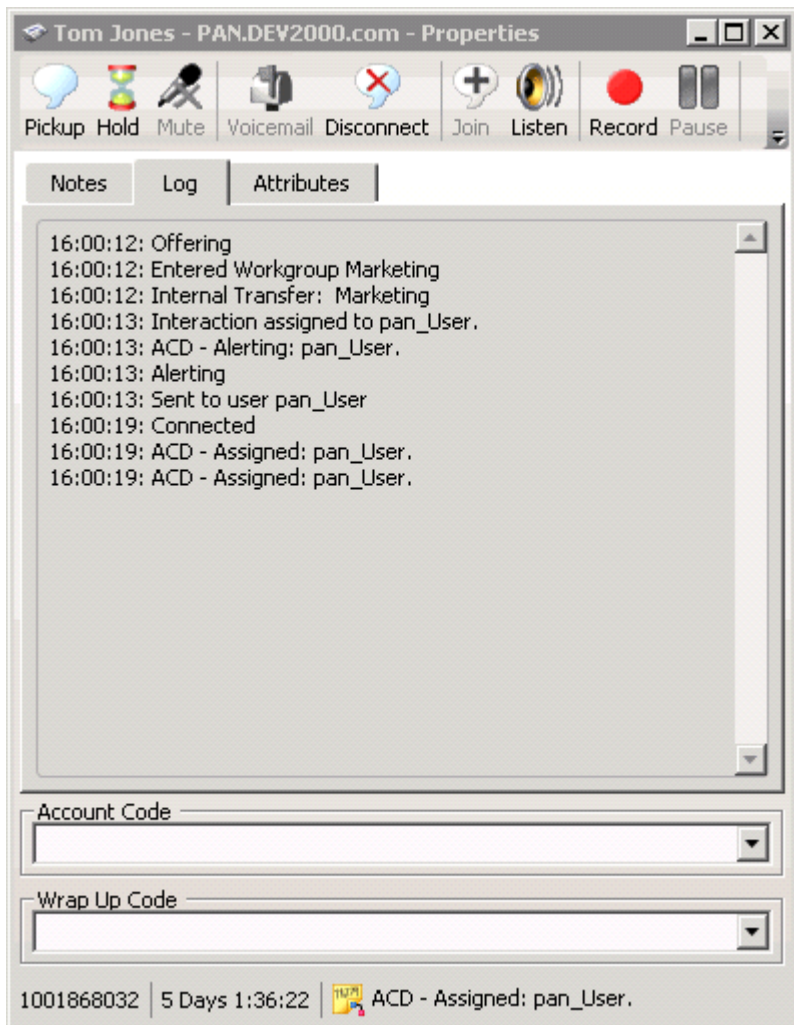 Tom Jones - PAN.DEV2000.com - Properties
Pickup Hold Mute Voicemail Disconnect Join Listen Record Pause
Notes Log Attributes
16:00:12: Offering
16:00:12: Entered Workgroup Marketing
16:00:12: Internal Transfer:  Marketing
16:00:13: Interaction assigned to pan_User.
16:00:13: ACD - Alerting: pan_User.
16:00:13: Alerting
16:00:13: Sent to user pan_User
16:00:19: Connected
16:00:19: ACD - Assigned: pan_User.
16:00:19: ACD - Assigned: pan_User.
Account Code
Wrap Up Code
1001868032 5 Days 1:36:22 ACD - Assigned: pan_User.